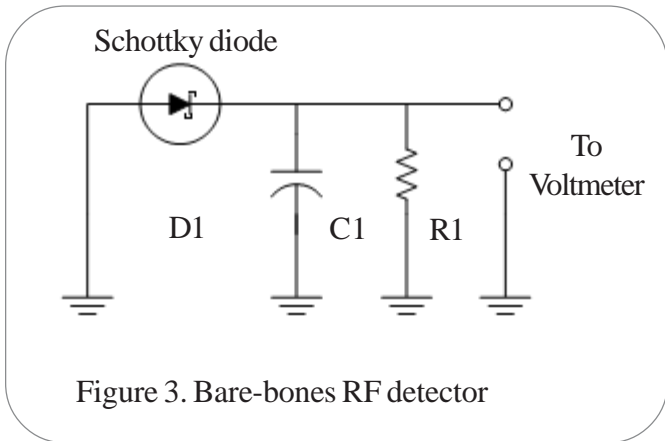 Schottky diode
To
Voltmeter
D1
C1
R1
Figure 3. Bare-bones RF detector